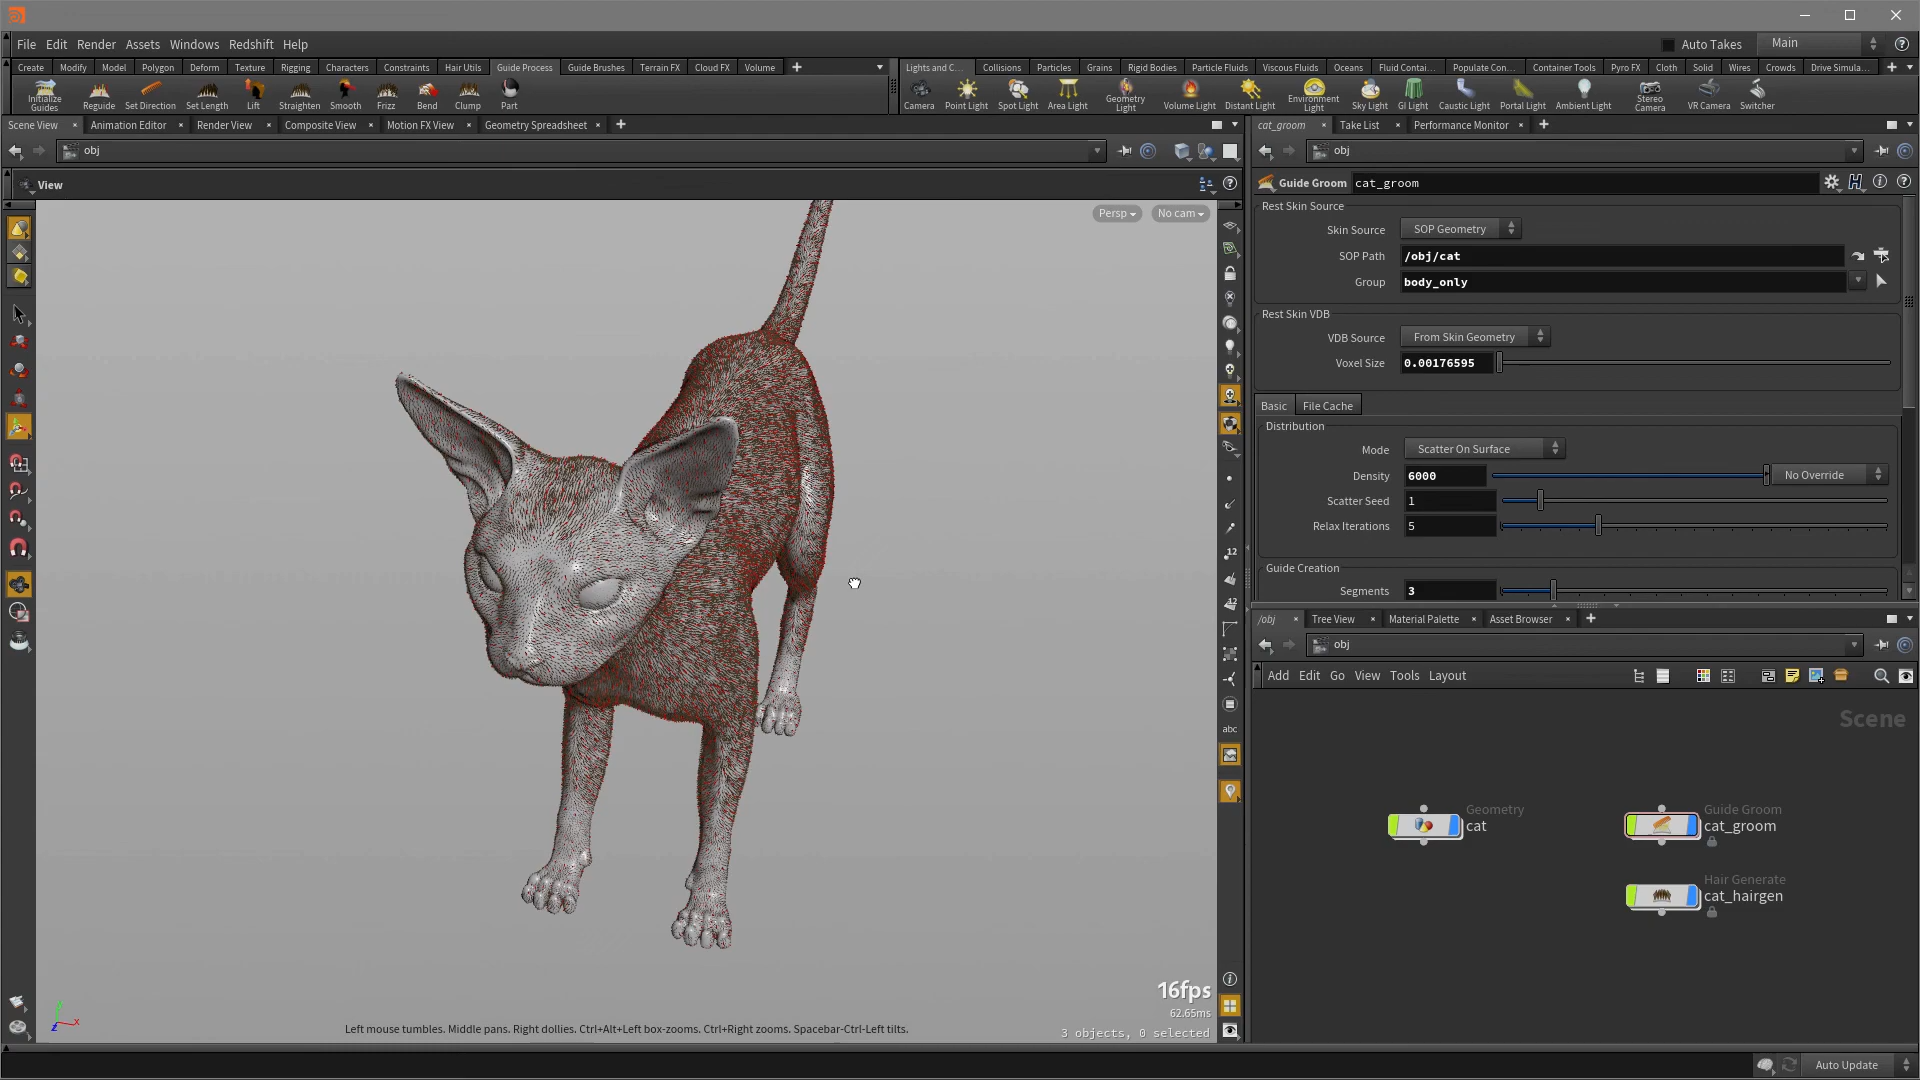 File Edit Render Assets Windows Redshift Help
Auto Takes Main
Create Modify Model Polygon Deform Texture Rigging Characters Constraints Hair Utils Guide Process Guide Brushes Terrain FX Cloud FX Volume
Lights and C... Collisions Particles Grains Rigid Bodies Particle Fluids Viscous Fluids Oceans Fluid Contai... Populate Con... Container Tools Pyro FX Cloth Solid Wires Crowds Drive Simula...
Initialize Guides Reguide Set Direction Set Length Lift Straighten Smooth Frizz Bend Clump Part
Camera Point Light Spot Light Area Light Geometry Light Volume Light Distant Light Environment Light Sky Light GI Light Caustic Light Portal Light Ambient Light Stereo Camera VR Camera Switcher
Scene View Animation Editor Render View Composite View Motion FX View Geometry Spreadsheet
cat_groom Take List Performance Monitor
obj
obj
View
Persp No cam
Guide Groom cat_groom
Rest Skin Source
Skin Source SOP Geometry
SOP Path /obj/cat
Group body_only
Rest Skin VDB
VDB Source From Skin Geometry
Voxel Size 0.00176595
Basic File Cache
Distribution
Mode Scatter On Surface
Density 6000 No Override
Scatter Seed 1
Relax Iterations 5
Guide Creation
Segments 3
/obj Tree View Material Palette Asset Browser
obj
Add Edit Go View Tools Layout
Scene
Geometry
cat
Guide Groom
cat_groom
Hair Generate
cat_hairgen
12
12
abc
16fps
62.65ms
Left mouse tumbles. Middle pans. Right dollies. Ctrl+Alt+Left box-zooms. Ctrl+Right zooms. Spacebar-Ctrl-Left tilts.
3 objects, 0 selected
y
z x
Auto Update